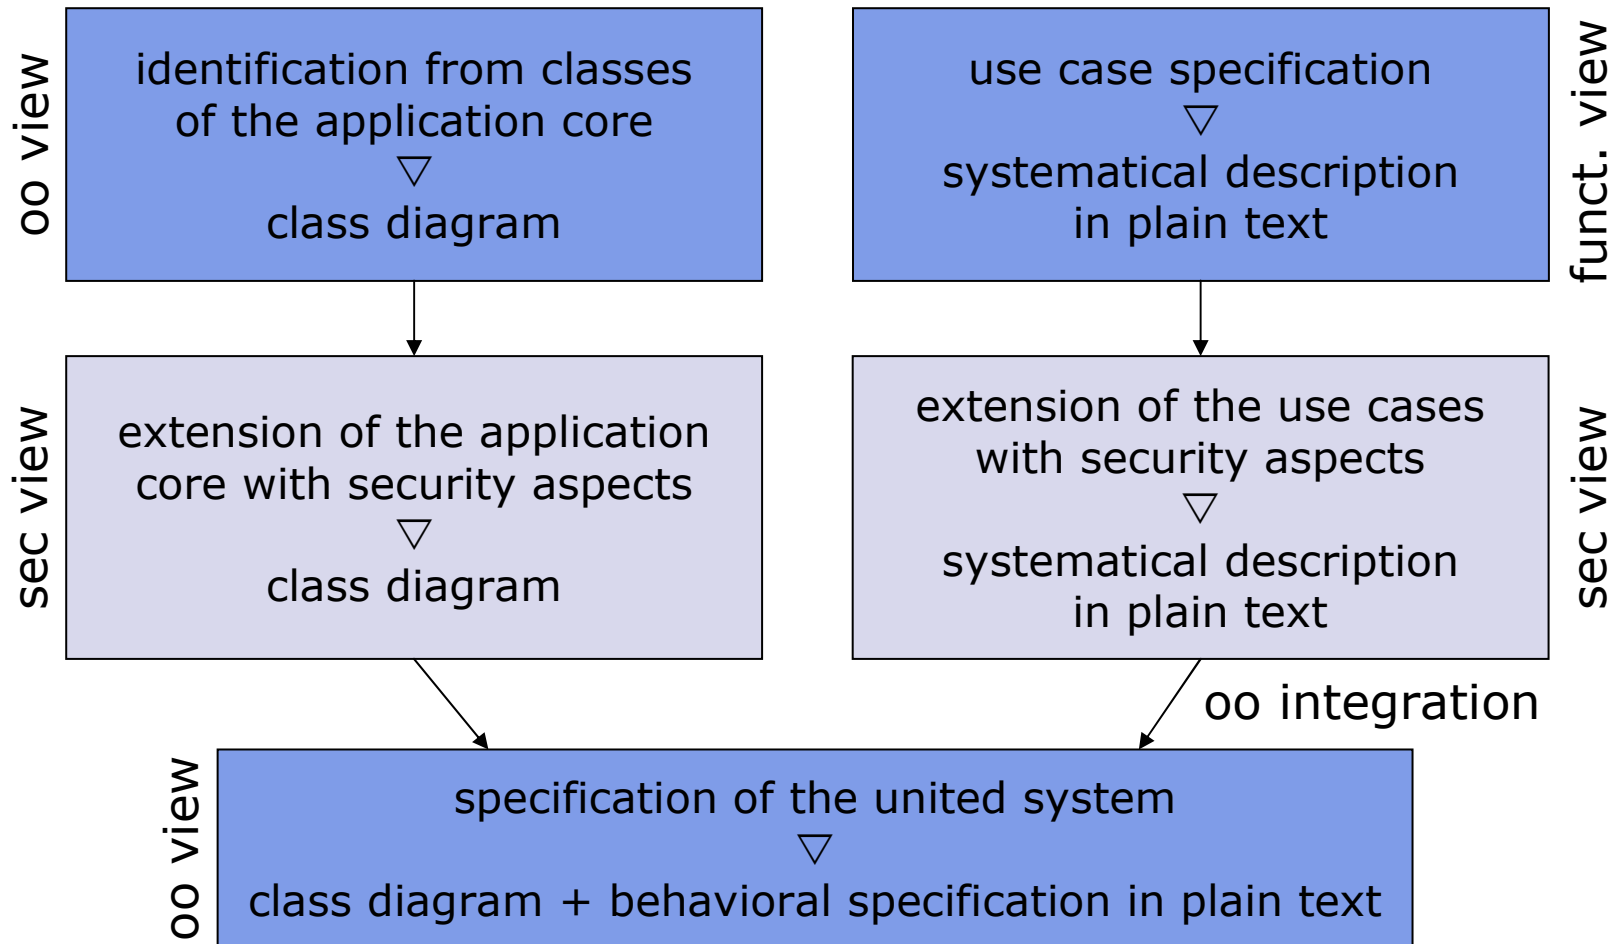 oo view
identification from classes
of the application core
class diagram
use case specification
systematical description
in plain text
funct. view
sec view
extension of the application
core with security aspects
class diagram
extension of the use cases
with security aspects
systematical description
in plain text
sec view
oo integration
oo view
specification of the united system
class diagram + behavioral specification in plain text